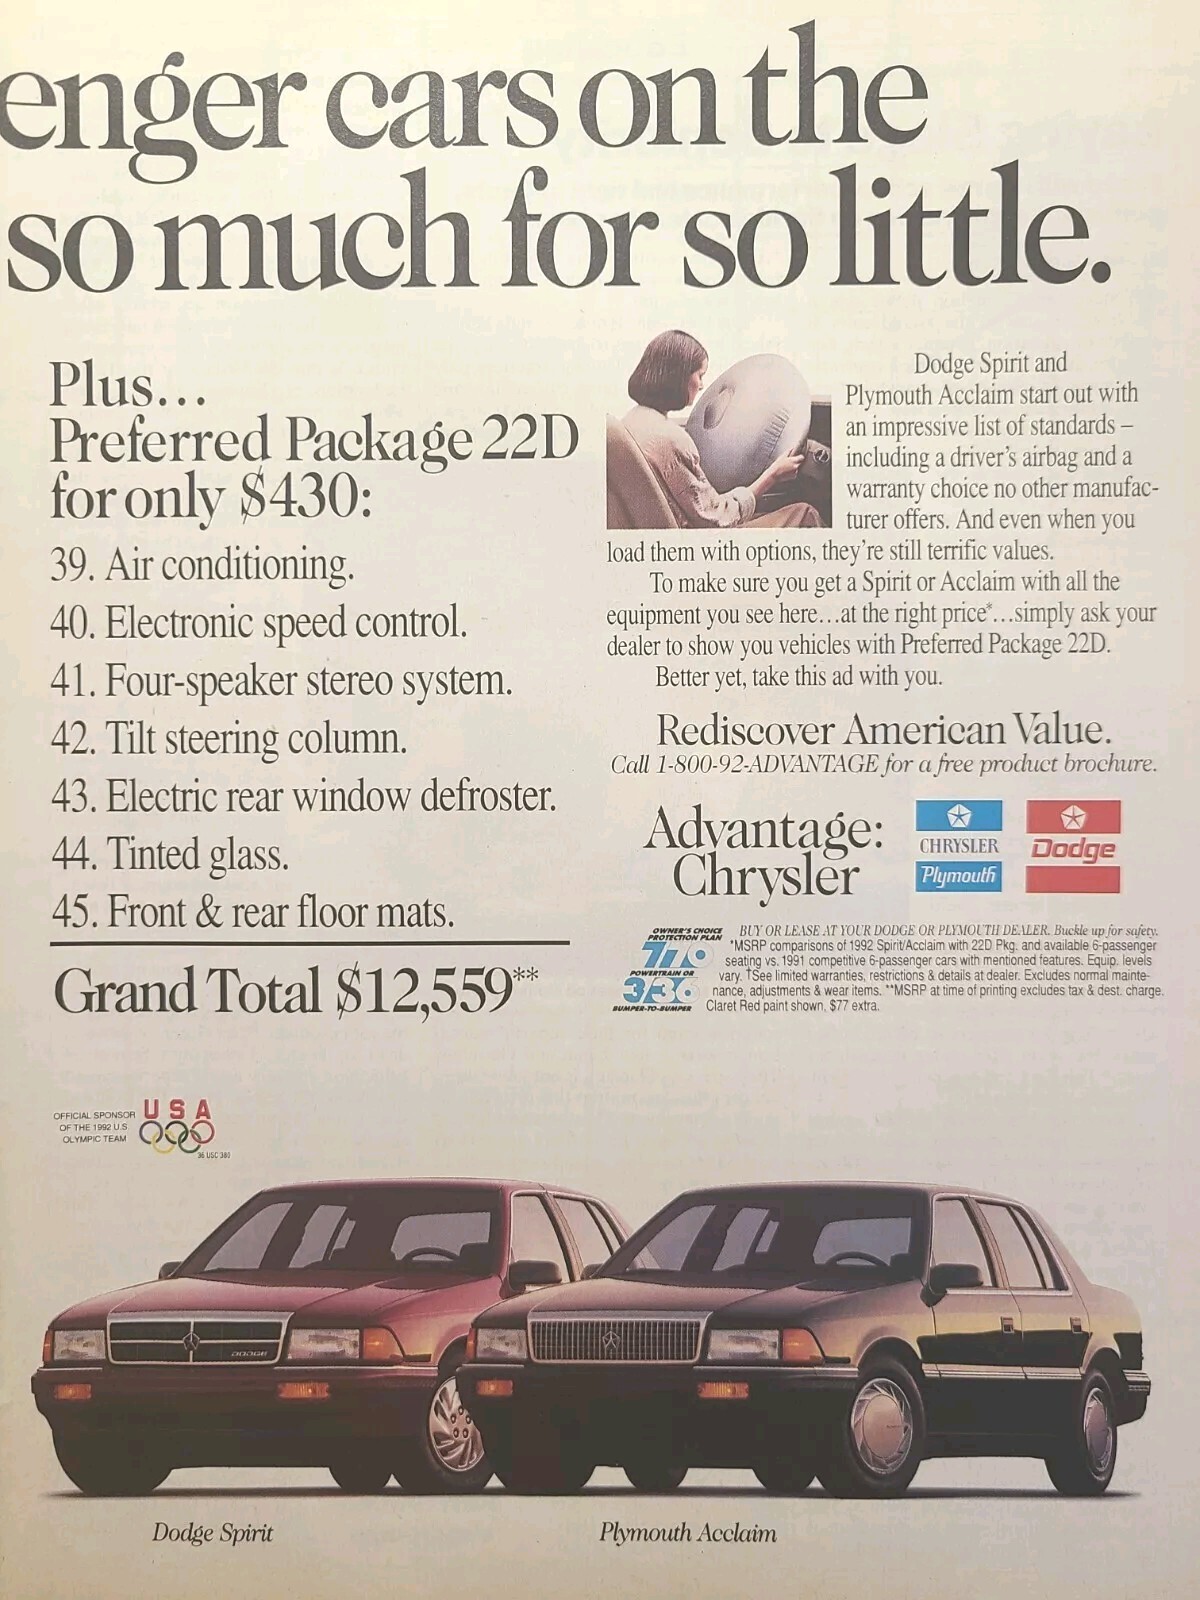 enger cars on the
so much for so little.
Plus...
Preferred Package 22D
for only $430:
39. Air conditioning.
40. Electronic speed control.
41. Four-speaker stereo system.
42. Tilt steering column.
43. Electric rear window defroster.
44. Tinted glass.
45. Front & rear floor mats.
Grand Total $12,559**
Dodge Spirit and
Plymouth Acclaim start out with
an impressive list of standards –
including a driver's airbag and a
warranty choice no other manufac-
turer offers. And even when you
load them with options, they're still terrific values.
To make sure you get a Spirit or Acclaim with all the
equipment you see here...at the right price*...simply ask your
dealer to show you vehicles with Preferred Package 22D.
Better yet, take this ad with you.
Rediscover American Value.
Call 1-800-92-ADVANTAGE for a free product brochure.
Advantage:
Chrysler
CHRYSLER
Plymouth
Dodge
OWNER'S CHOICE
PROTECTION PLAN
7/70
POWERTRAIN OR
3/36
BUMPER-TO-BUMPER
BUY OR LEASE AT YOUR DODGE OR PLYMOUTH DEALER. Buckle up for safety.
*MSRP comparisons of 1992 Spirit/Acclaim with 22D Pkg. and available 6-passenger
seating vs. 1991 competitive 6-passenger cars with mentioned features. Equip. levels
vary. †See limited warranties, restrictions & details at dealer. Excludes normal mainte-
nance, adjustments & wear items. **MSRP at time of printing excludes tax & dest. charge.
Claret Red paint shown, $77 extra.
OFFICIAL SPONSOR
OF THE 1992 U.S.
OLYMPIC TEAM
USA
36 USC 380
DODGE
Dodge Spirit
Plymouth Acclaim